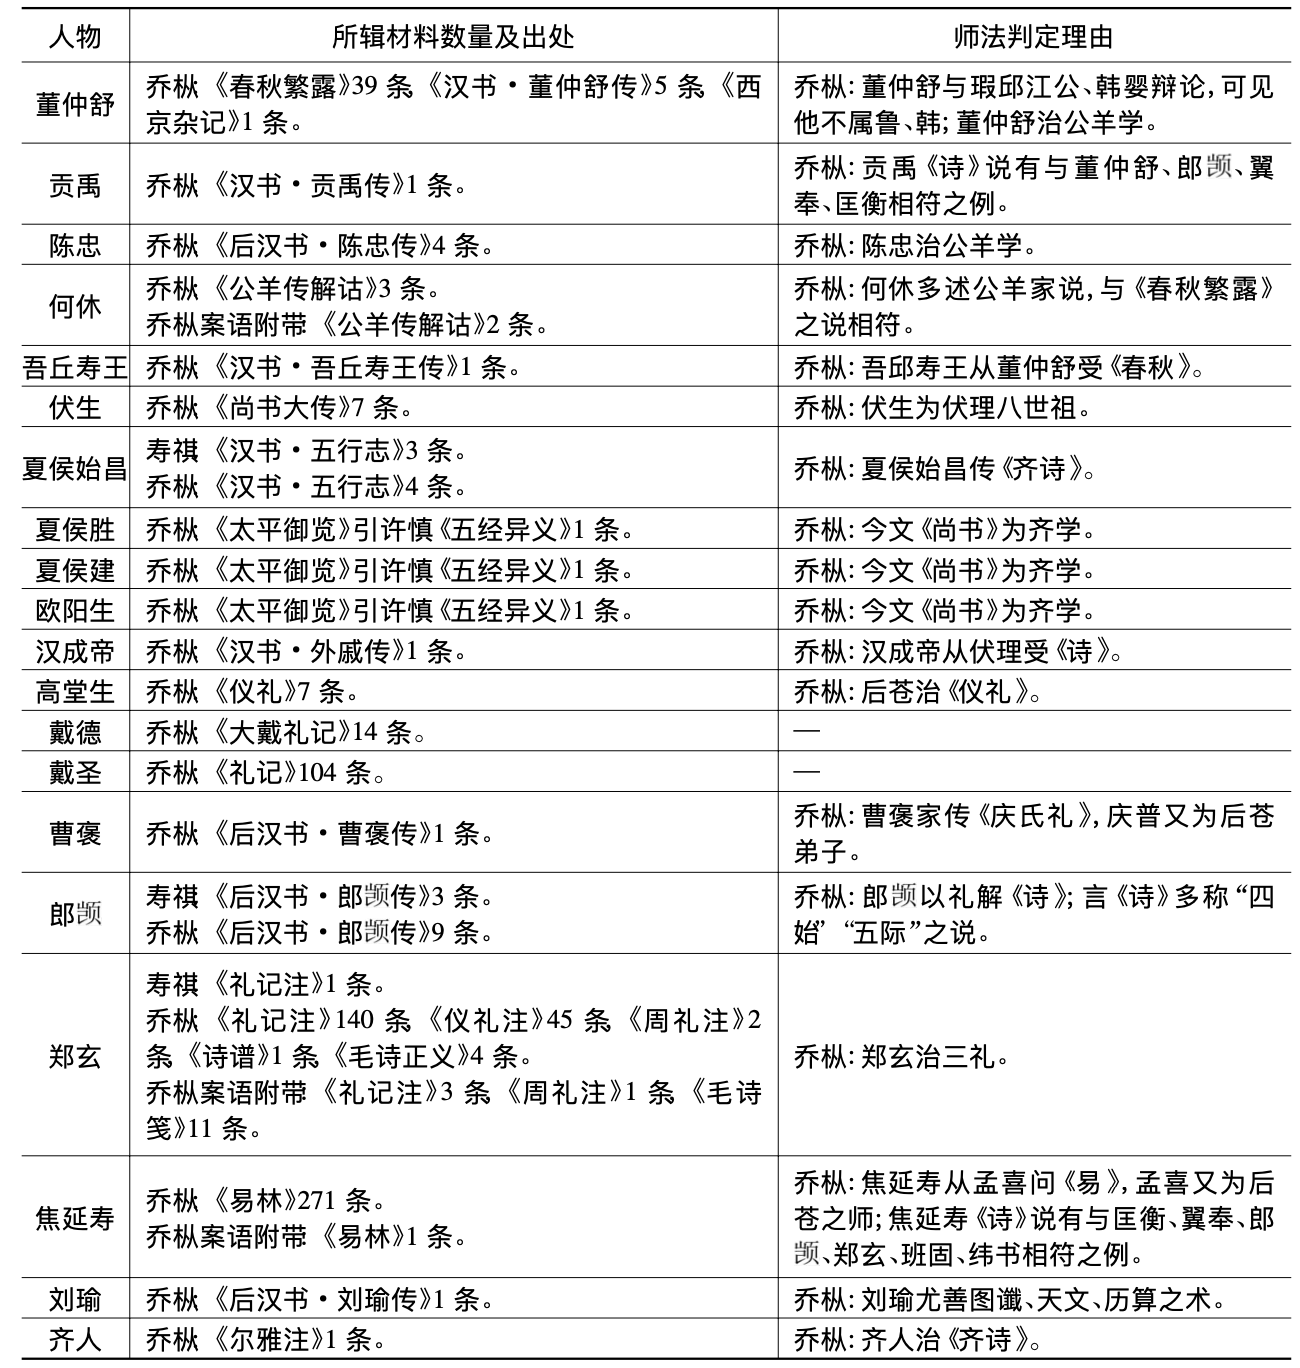 人物 所辑材料数量及出处 师法判定理由
董仲舒 乔枞:《春秋繁露》39 条、《汉书·董仲舒传》5 条、《西 乔枞:董仲舒与瑕邱江公、韩婴辩论,可见
京杂记》1 条。 他不属鲁、韩;董仲舒治公羊学。
贡禹 乔枞:《汉书·贡禹传》1 条。 乔枞:贡禹《诗》说有与董仲舒、郎𫖮、翼
奉、匡衡相符之例。
陈忠 乔枞:《后汉书·陈忠传》4 条。 乔枞:陈忠治公羊学。
何休 乔枞:《公羊传解诂》3 条。 乔枞:何休多述公羊家说,与《春秋繁露》
乔枞案语附带:《公羊传解诂》2 条。 之说相符。
吾丘寿王 乔枞:《汉书·吾丘寿王传》1 条。 乔枞:吾邱寿王从董仲舒受《春秋》。
伏生 乔枞:《尚书大传》7 条。 乔枞:伏生为伏理八世祖。
夏侯始昌 寿祺:《汉书·五行志》3 条。 乔枞:夏侯始昌传《齐诗》。
乔枞:《汉书·五行志》4 条。
夏侯胜 乔枞:《太平御览》引许慎《五经异义》1 条。 乔枞:今文《尚书》为齐学。
夏侯建 乔枞:《太平御览》引许慎《五经异义》1 条。 乔枞:今文《尚书》为齐学。
欧阳生 乔枞:《太平御览》引许慎《五经异义》1 条。 乔枞:今文《尚书》为齐学。
汉成帝 乔枞:《汉书·外戚传》1 条。 乔枞:汉成帝从伏理受《诗》。
高堂生 乔枞:《仪礼》7 条。 乔枞:后苍治《仪礼》。
戴德 乔枞:《大戴礼记》14 条。 —
戴圣 乔枞:《礼记》104 条。 —
曹褒 乔枞:《后汉书·曹褒传》1 条。 乔枞:曹褒家传《庆氏礼》,庆普又为后苍
弟子。
郎𫖮 寿祺:《后汉书·郎𫖮传》3 条。 乔枞:郎𫖮以礼解《诗》;言《诗》多称“四
乔枞:《后汉书·郎𫖮传》9 条。 始”“五际”之说。
郑玄 寿祺:《礼记注》1 条。 乔枞:郑玄治三礼。
乔枞:《礼记注》140 条、《仪礼注》45 条、《周礼注》2
条、《诗谱》1 条、《毛诗正义》4 条。
乔枞案语附带:《礼记注》3 条、《周礼注》1 条、《毛诗
笺》11 条。
焦延寿 乔枞:《易林》271 条。 乔枞:焦延寿从孟喜问《易》,孟喜又为后
乔枞案语附带:《易林》1 条。 苍之师;焦延寿《诗》说有与匡衡、翼奉、郎
𫖮、郑玄、班固、纬书相符之例。
刘瑜 乔枞:《后汉书·刘瑜传》1 条。 乔枞:刘瑜尤善图谶、天文、历算之术。
齐人 乔枞:《尔雅注》1 条。 乔枞:齐人治《齐诗》。